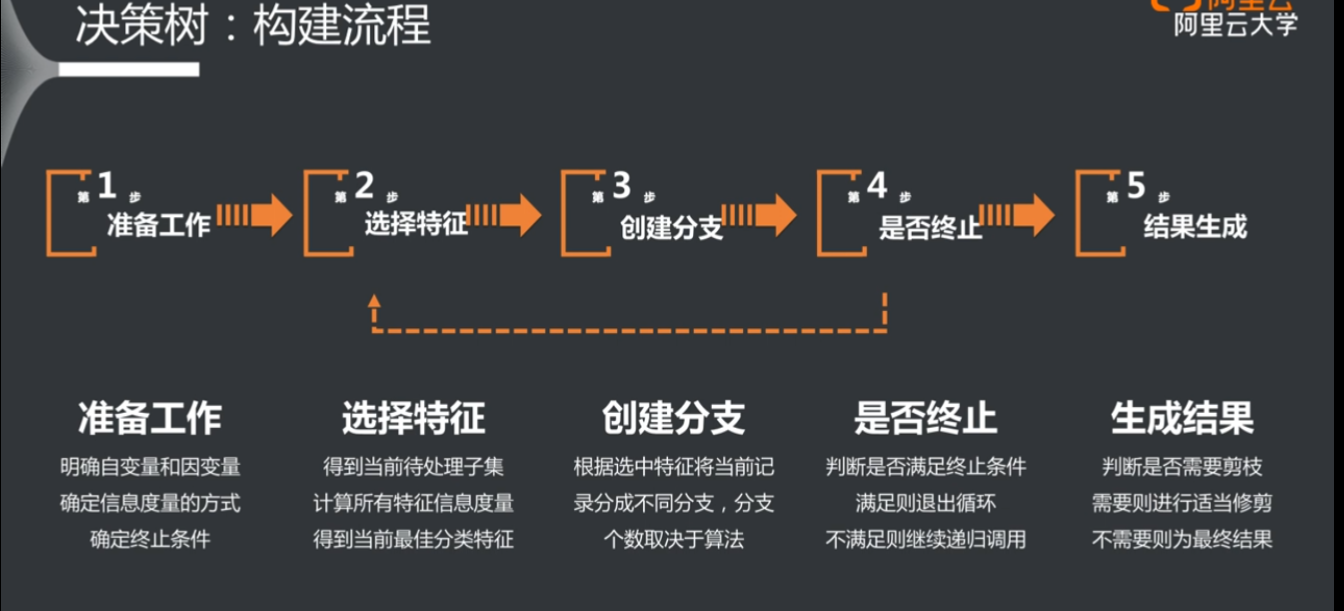 决策树：构建流程
阿里云
阿里云大学
第1步
准备工作
第2步
选择特征
第3步
创建分支
第4步
是否终止
第5步
结果生成
准备工作
明确自变量和因变量
确定信息度量的方式
确定终止条件
选择特征
得到当前待处理子集
计算所有特征信息度量
得到当前最佳分类特征
创建分支
根据选中特征将当前记
录分成不同分支，分支
个数取决于算法
是否终止
判断是否满足终止条件
满足则退出循环
不满足则继续递归调用
生成结果
判断是否需要剪枝
需要则进行适当修剪
不需要则为最终结果